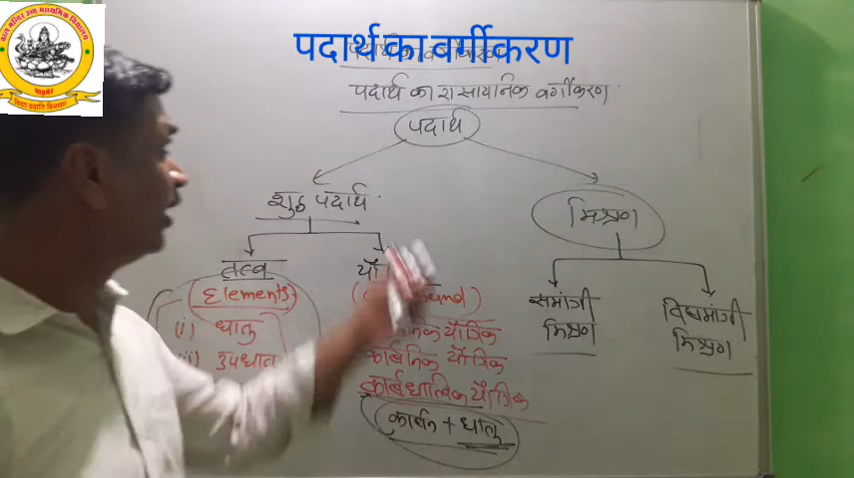 पदार्थ का वर्गीकरण
पदार्थ का रासायनिक वर्गीकरण
पदार्थ
शुद्ध पदार्थ
मिश्रण
तत्व
(Elements)
(i) धातु
(ii) उपधातु
यौगिक
कार्बनिक यौगिक
कार्बधात्विक यौगिक
कार्बन + धातु
समांगी
मिश्रण
विषमांगी
मिश्रण